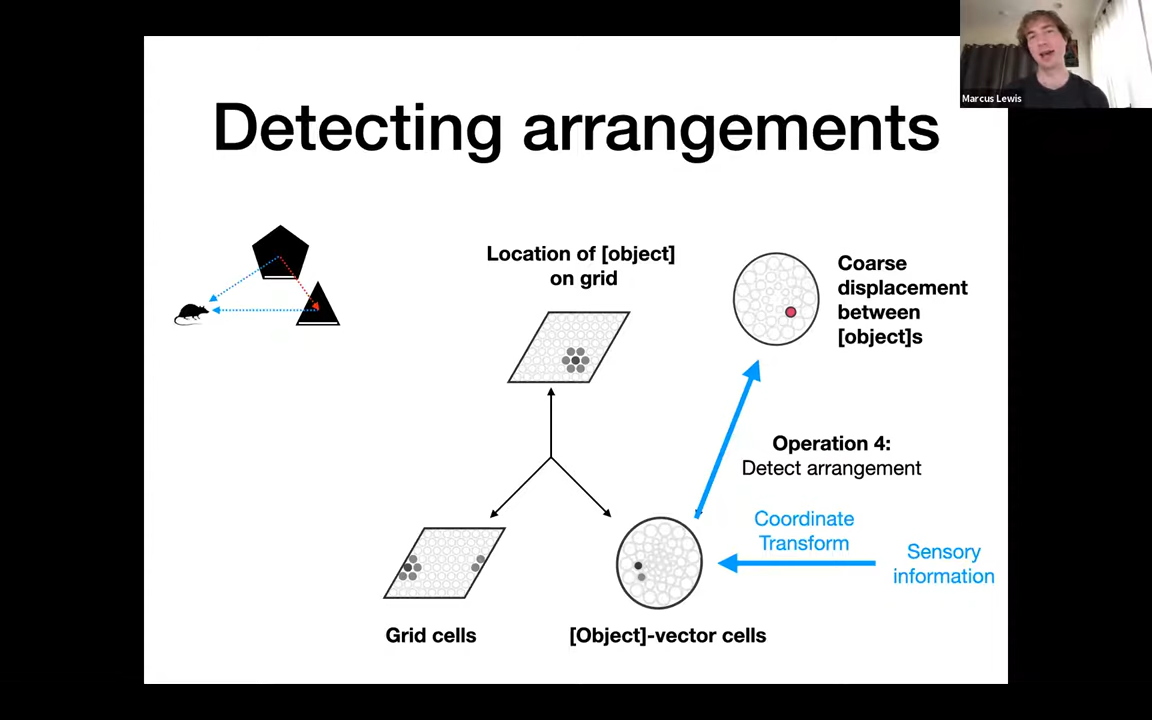 Marcus Lewis
Detecting arrangements
Location of [object]
on grid
Coarse
displacement
between
[object]s
Operation 4:
Detect arrangement
Coordinate
Transform
Sensory
information
Grid cells
[Object]-vector cells